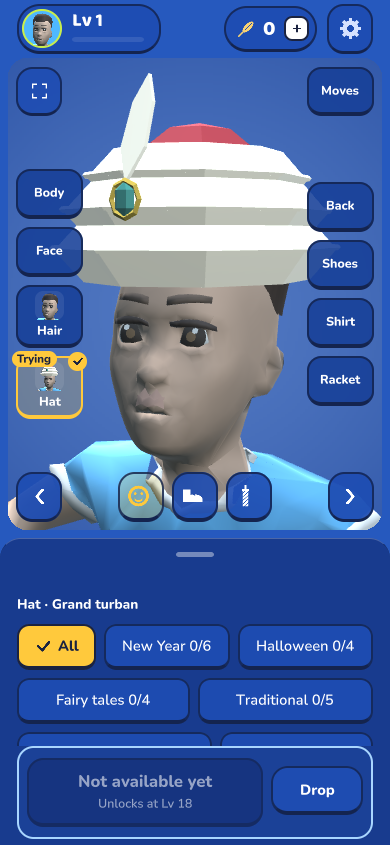 Lv 1
0
Moves
Body
Face
Hair
Trying
Hat
Back
Shoes
Shirt
Racket
Hat · Grand turban
All
New Year 0/6
Halloween 0/4
Fairy tales 0/4
Traditional 0/5
Not available yet
Unlocks at Lv 18
Drop